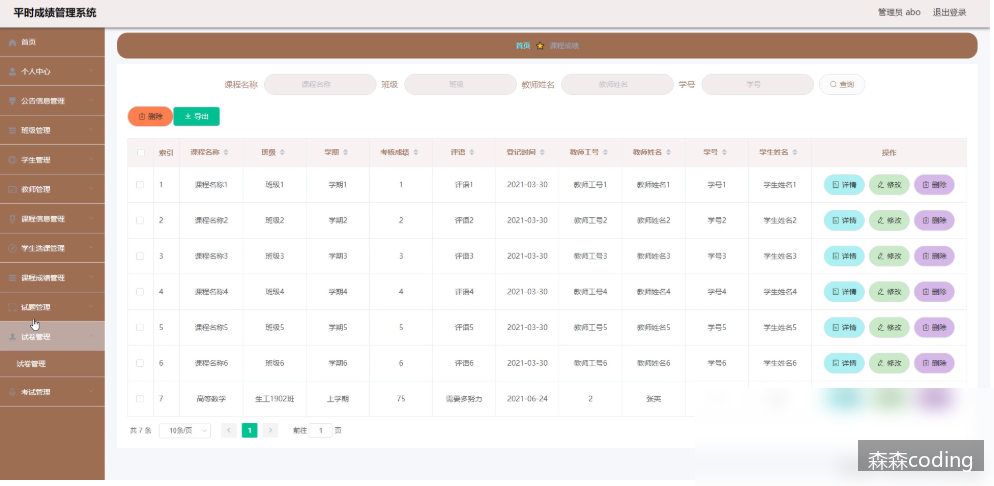 平时成绩管理系统
管理员 abo 退出登录
首页
个人中心
公告信息管理
班级管理
学生管理
教师管理
课程信息管理
学生选课管理
课程成绩管理
试题管理
试卷管理
试卷管理
考试管理
首页 课程成绩
课程名称 课程名称 班级 班级 教师姓名 教师姓名 学号 学号 查询
删除 导出
索引 课程名称 班级 学期 考核成绩 评语 登记时间 教师工号 教师姓名 学号 学生姓名 操作
1 课程名称1 班级1 学期1 1 评语1 2021-03-30 教师工号1 教师姓名1 学号1 学生姓名1 详情 修改 删除
2 课程名称2 班级2 学期2 2 评语2 2021-03-30 教师工号2 教师姓名2 学号2 学生姓名2 详情 修改 删除
3 课程名称3 班级3 学期3 3 评语3 2021-03-30 教师工号3 教师姓名3 学号3 学生姓名3 详情 修改 删除
4 课程名称4 班级4 学期4 4 评语4 2021-03-30 教师工号4 教师姓名4 学号4 学生姓名4 详情 修改 删除
5 课程名称5 班级5 学期5 5 评语5 2021-03-30 教师工号5 教师姓名5 学号5 学生姓名5 详情 修改 删除
6 课程名称6 班级6 学期6 6 评语6 2021-03-30 教师工号6 教师姓名6 学号6 学生姓名6 详情 修改 删除
7 高等数学 生工1902班 上学期 75 需要多努力 2021-06-24 2 张英
共 7 条 10条/页 1 前往 1 页
森森coding